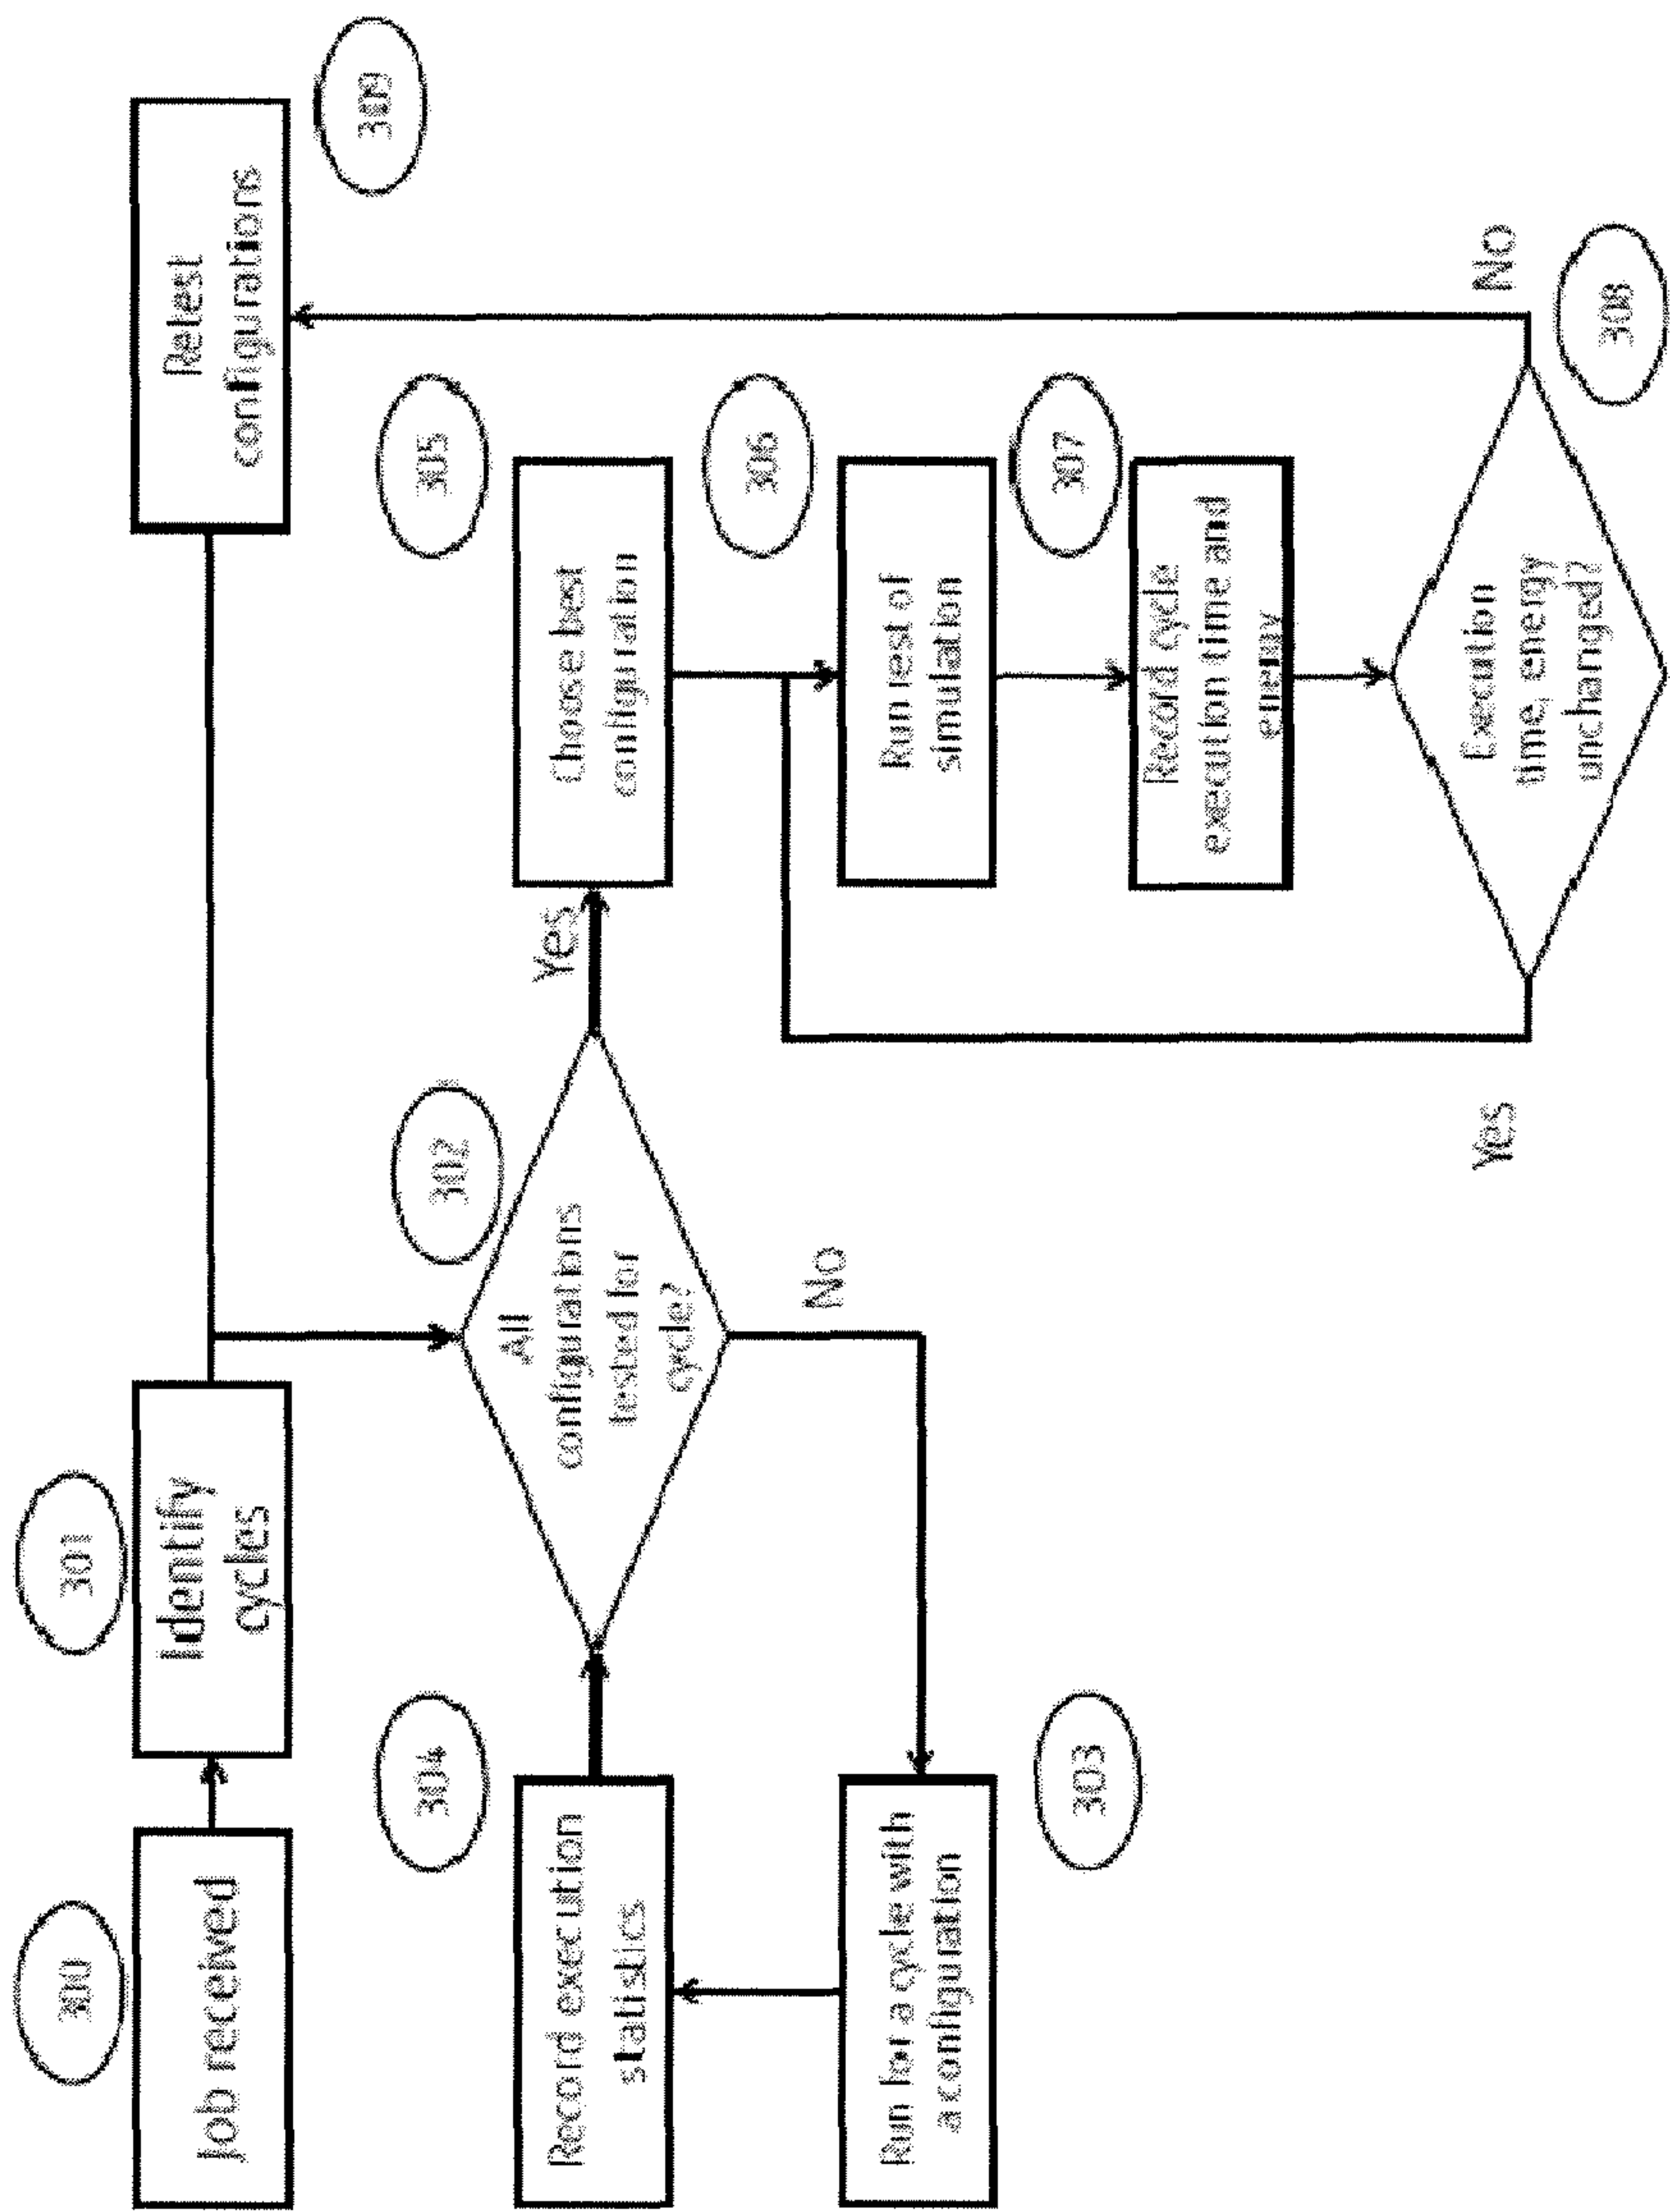 300
Job received
301
Identify
cycles
309
Retest
configurations
302
All
configurations
tested for
cycle?
Yes
No
303
Run for a cycle with
a configuration
304
Record execution
statistics
305
Choose best
configuration
306
Run rest of
simulation
307
Record cycle
execution time and
energy
308
Execution
time, energy
unchanged?
Yes
No